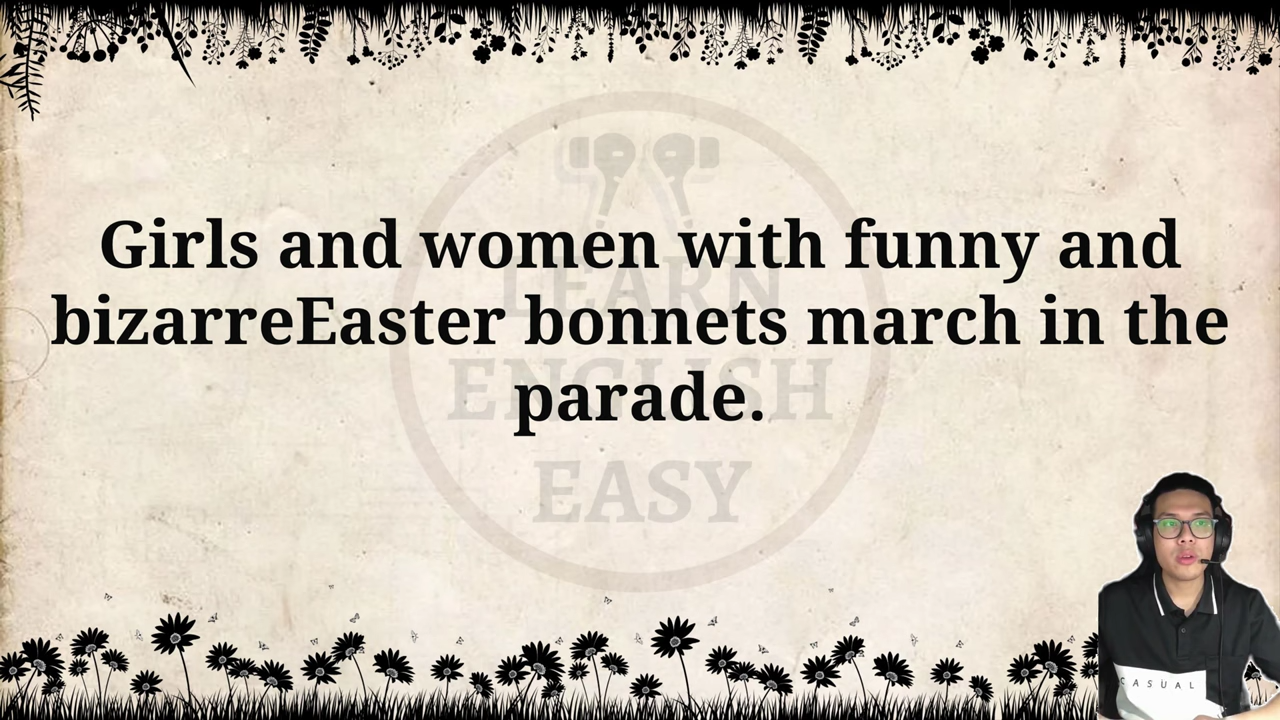 Girls and women with funny and
bizarreEaster bonnets march in the
parade.
LEARN
ENGLISH
EASY
CASUAL